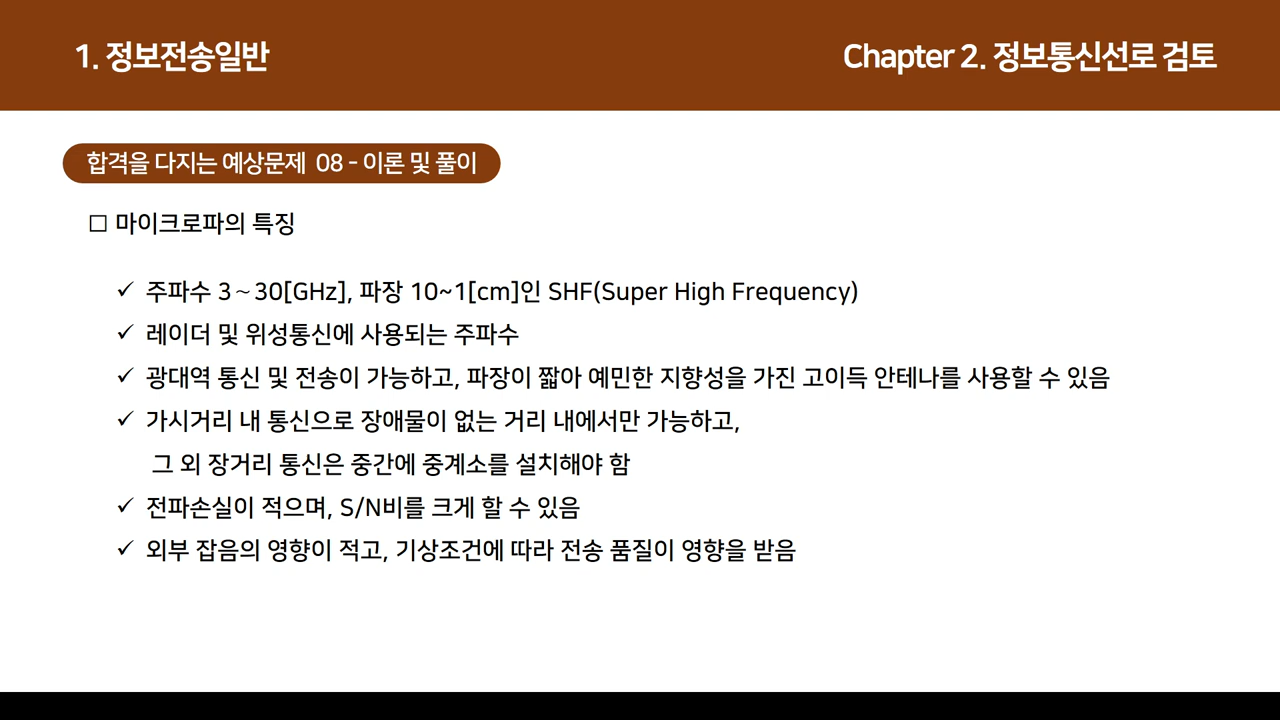 1. 정보전송일반
Chapter 2. 정보통신선로 검토
합격을 다지는 예상문제 08 - 이론 및 풀이
□ 마이크로파의 특징
✓ 주파수 3～30[GHz], 파장 10~1[cm]인 SHF(Super High Frequency)
✓ 레이더 및 위성통신에 사용되는 주파수
✓ 광대역 통신 및 전송이 가능하고, 파장이 짧아 예민한 지향성을 가진 고이득 안테나를 사용할 수 있음
✓ 가시거리 내 통신으로 장애물이 없는 거리 내에서만 가능하고,
그 외 장거리 통신은 중간에 중계소를 설치해야 함
✓ 전파손실이 적으며, S/N비를 크게 할 수 있음
✓ 외부 잡음의 영향이 적고, 기상조건에 따라 전송 품질이 영향을 받음